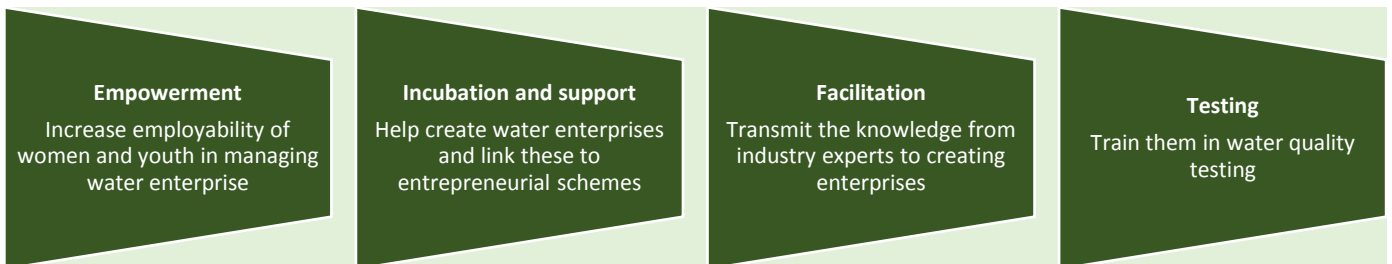 Empowerment
Increase employability of
women and youth in managing
water enterprise
Incubation and support
Help create water enterprises
and link these to
entrepreneurial schemes
Facilitation
Transmit the knowledge from
industry experts to creating
enterprises
Testing
Train them in water quality
testing